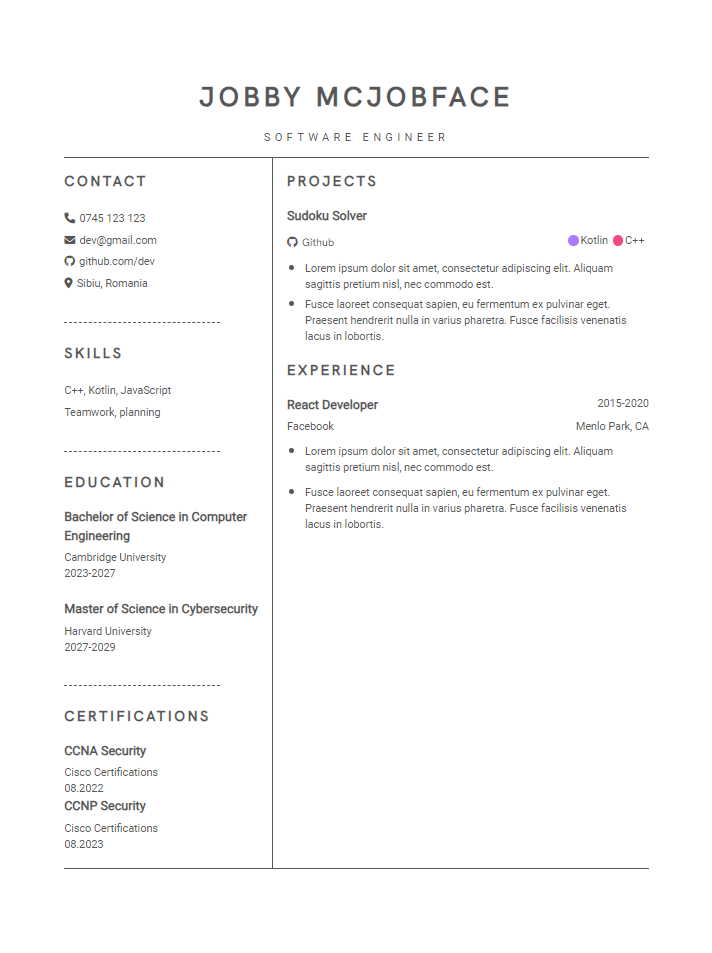 JOBBY MCJOBFACE
SOFTWARE ENGINEER
CONTACT
0745 123 123
dev@gmail.com
github.com/dev
Sibiu, Romania
SKILLS
C++, Kotlin, JavaScript
Teamwork, planning
EDUCATION
Bachelor of Science in Computer
Engineering
Cambridge University
2023-2027
Master of Science in Cybersecurity
Harvard University
2027-2029
CERTIFICATIONS
CCNA Security
Cisco Certifications
08.2022
CCNP Security
Cisco Certifications
08.2023
PROJECTS
Sudoku Solver
Github Kotlin C++
Lorem ipsum dolor sit amet, consectetur adipiscing elit. Aliquam
sagittis pretium nisl, nec commodo est.
Fusce laoreet consequat sapien, eu fermentum ex pulvinar eget.
Praesent hendrerit nulla in varius pharetra. Fusce facilisis venenatis
lacus in lobortis.
EXPERIENCE
React Developer 2015-2020
Facebook Menlo Park, CA
Lorem ipsum dolor sit amet, consectetur adipiscing elit. Aliquam
sagittis pretium nisl, nec commodo est.
Fusce laoreet consequat sapien, eu fermentum ex pulvinar eget.
Praesent hendrerit nulla in varius pharetra. Fusce facilisis venenatis
lacus in lobortis.